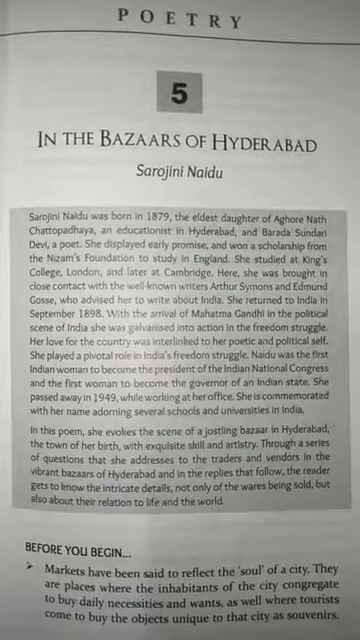 POETRY
5
IN THE BAZAARS OF HYDERABAD
Sarojini Naidu
Sarojini Naidu was born in 1879, the eldest daughter of Aghore Nath
Chattopadhaya, an educationist in Hyderabad, and Barada Sundari
Devi, a poet. She displayed early promise, and won a scholarship from
the Nizam's Foundation to study in England. She studied at King's
College, London, and later at Cambridge. Here, she was brought in
close contact with the well-known writers Arthur Symons and Edmund
Gosse, who advised her to write about India. She returned to India in
September 1898. With the arrival of Mahatma Gandhi in the political
scene of India she was galvanised into action in the freedom struggle.
Her love for the country was interlinked to her poetic and political self.
She played a pivotal role in India's freedom struggle. Naidu was the first
Indian woman to become the president of the Indian National Congress
and the first woman to become the governor of an Indian state. She
passed away in 1949, while working at her office. She is commemorated
with her name adorning several schools and universities in India.
In this poem, she evokes the scene of a jostling bazaar in Hyderabad,
the town of her birth, with exquisite skill and artistry. Through a series
of questions that she addresses to the traders and vendors in the
vibrant bazaars of Hyderabad and in the replies that follow, the reader
gets to know the intricate details, not only of the wares being sold, but
also about their relation to life and the world.
BEFORE YOU BEGIN...
➤ Markets have been said to reflect the 'soul' of a city. They
are places where the inhabitants of the city congregate
to buy daily necessities and wants, as well where tourists
come to buy the objects unique to that city as souvenirs.